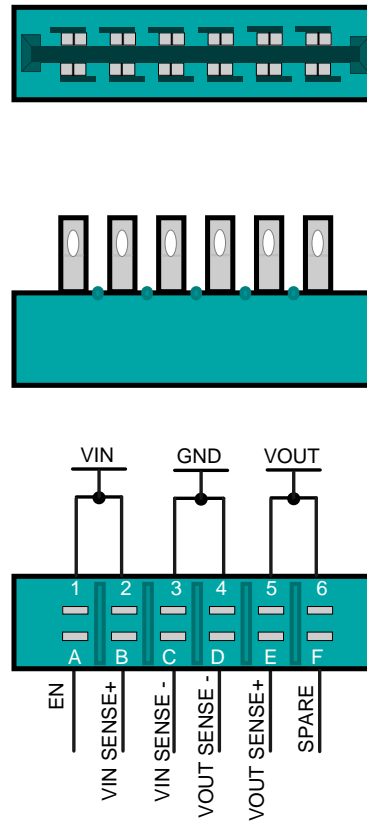 VIN GND VOUT
1 2 3 4 5 6
A B C D E F
EN
VIN SENSE+
VIN SENSE -
VOUT SENSE -
VOUT SENSE+
SPARE